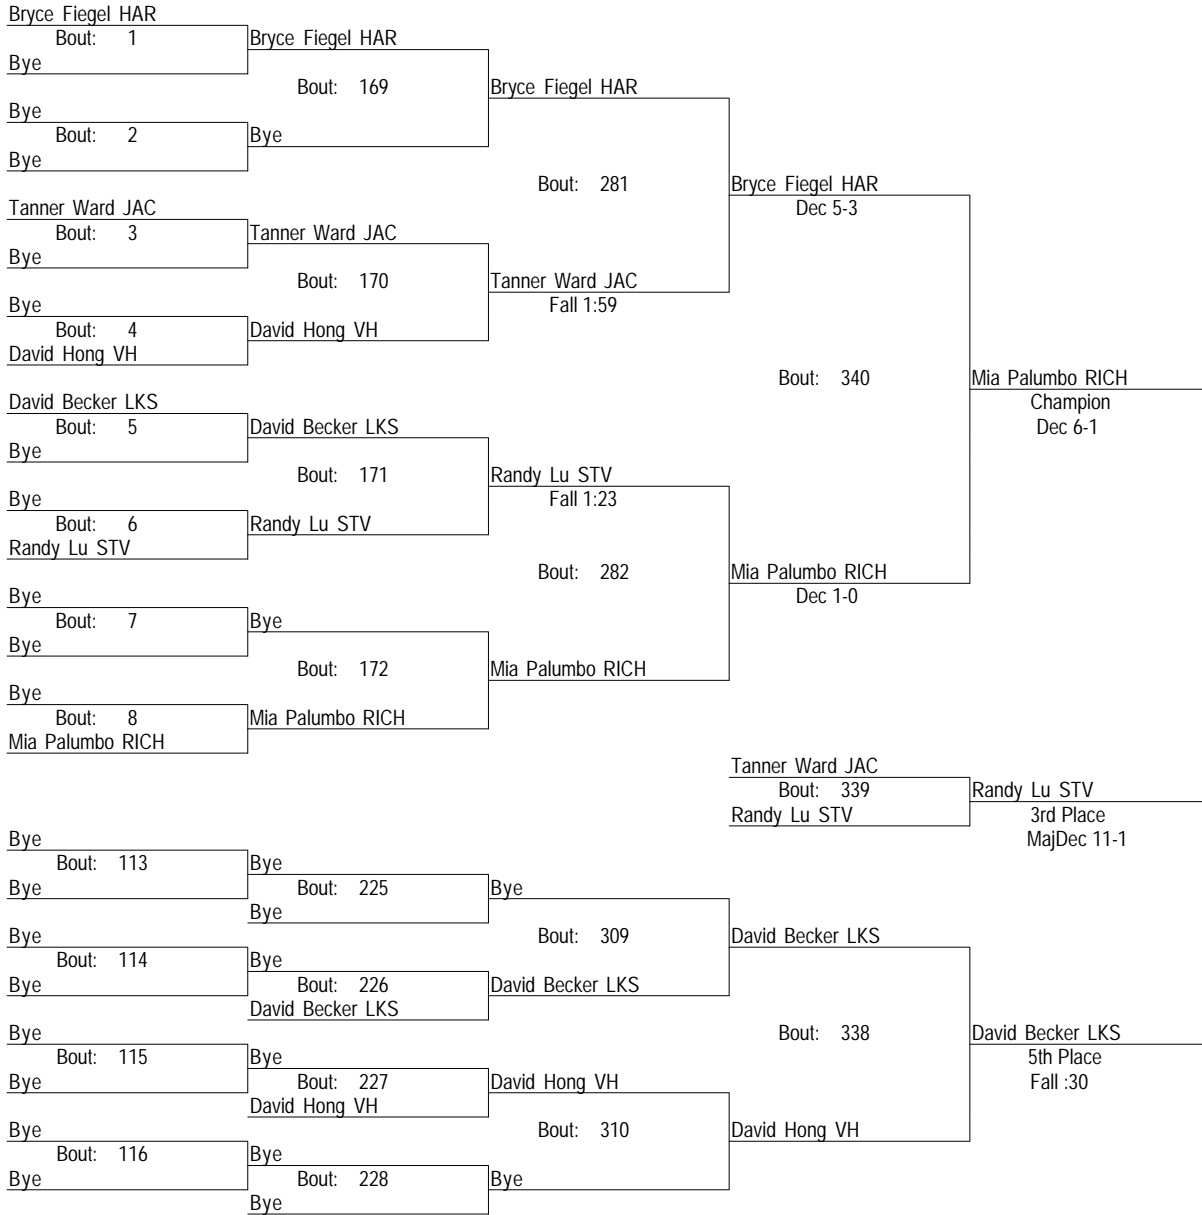 Bryce Fiegel HAR
Bout: 1
Bye
Bryce Fiegel HAR
Bout: 169
Bryce Fiegel HAR
Bye
Bout: 2
Bye
Bye
Bout: 281
Bryce Fiegel HAR
Dec 5-3
Tanner Ward JAC
Bout: 3
Bye
Tanner Ward JAC
Bout: 170
Tanner Ward JAC
Fall 1:59
Bye
Bout: 4
David Hong VH
David Hong VH
Bout: 340
Mia Palumbo RICH
Champion
Dec 6-1
David Becker LKS
Bout: 5
Bye
David Becker LKS
Bout: 171
Randy Lu STV
Fall 1:23
Bye
Bout: 6
Randy Lu STV
Randy Lu STV
Bout: 282
Mia Palumbo RICH
Dec 1-0
Bye
Bout: 7
Bye
Bye
Bout: 172
Mia Palumbo RICH
Bye
Bout: 8
Mia Palumbo RICH
Mia Palumbo RICH
Tanner Ward JAC
Bout: 339
Randy Lu STV
Randy Lu STV
3rd Place
MajDec 11-1
Bye
Bout: 113
Bye
Bye
Bout: 225
Bye
Bye
Bout: 309
David Becker LKS
Bye
Bout: 114
Bye
Bye
Bout: 226
David Becker LKS
David Becker LKS
Bout: 338
David Becker LKS
5th Place
Fall :30
Bye
Bout: 115
Bye
Bye
Bout: 227
David Hong VH
David Hong VH
Bout: 310
David Hong VH
Bye
Bout: 116
Bye
Bye
Bout: 228
Bye
Bye